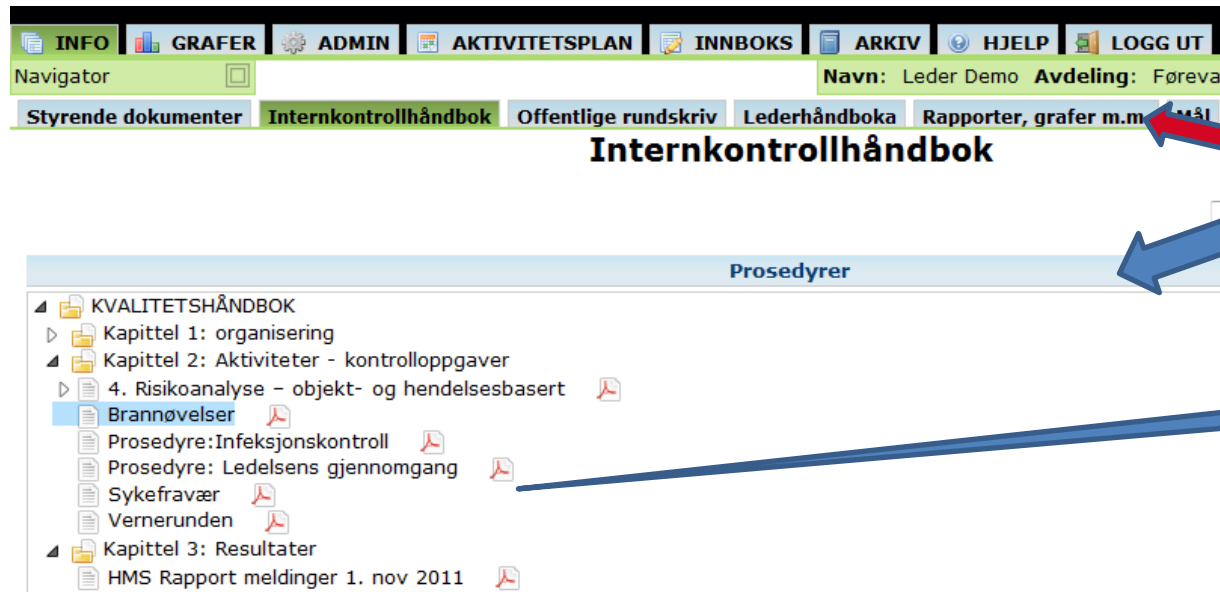 INFO GRAFER ADMIN AKTIVITETSPLAN INNBOKS ARKIV HJELP LOGG UT
Navigator Navn: Leder Demo Avdeling: Føreva
Styrende dokumenter Internkontrollhåndbok Offentlige rundskriv Lederhåndboka Rapporter, grafer m.m Mål
Internkontrollhåndbok
Prosedyrer
KVALITETSHÅNDBOK
Kapittel 1: organisering
Kapittel 2: Aktiviteter - kontrolloppgaver
4. Risikoanalyse – objekt- og hendelsesbasert
Brannøvelser
Prosedyre:Infeksjonskontroll
Prosedyre: Ledelsens gjennomgang
Sykefravær
Vernerunden
Kapittel 3: Resultater
HMS Rapport meldinger 1. nov 2011